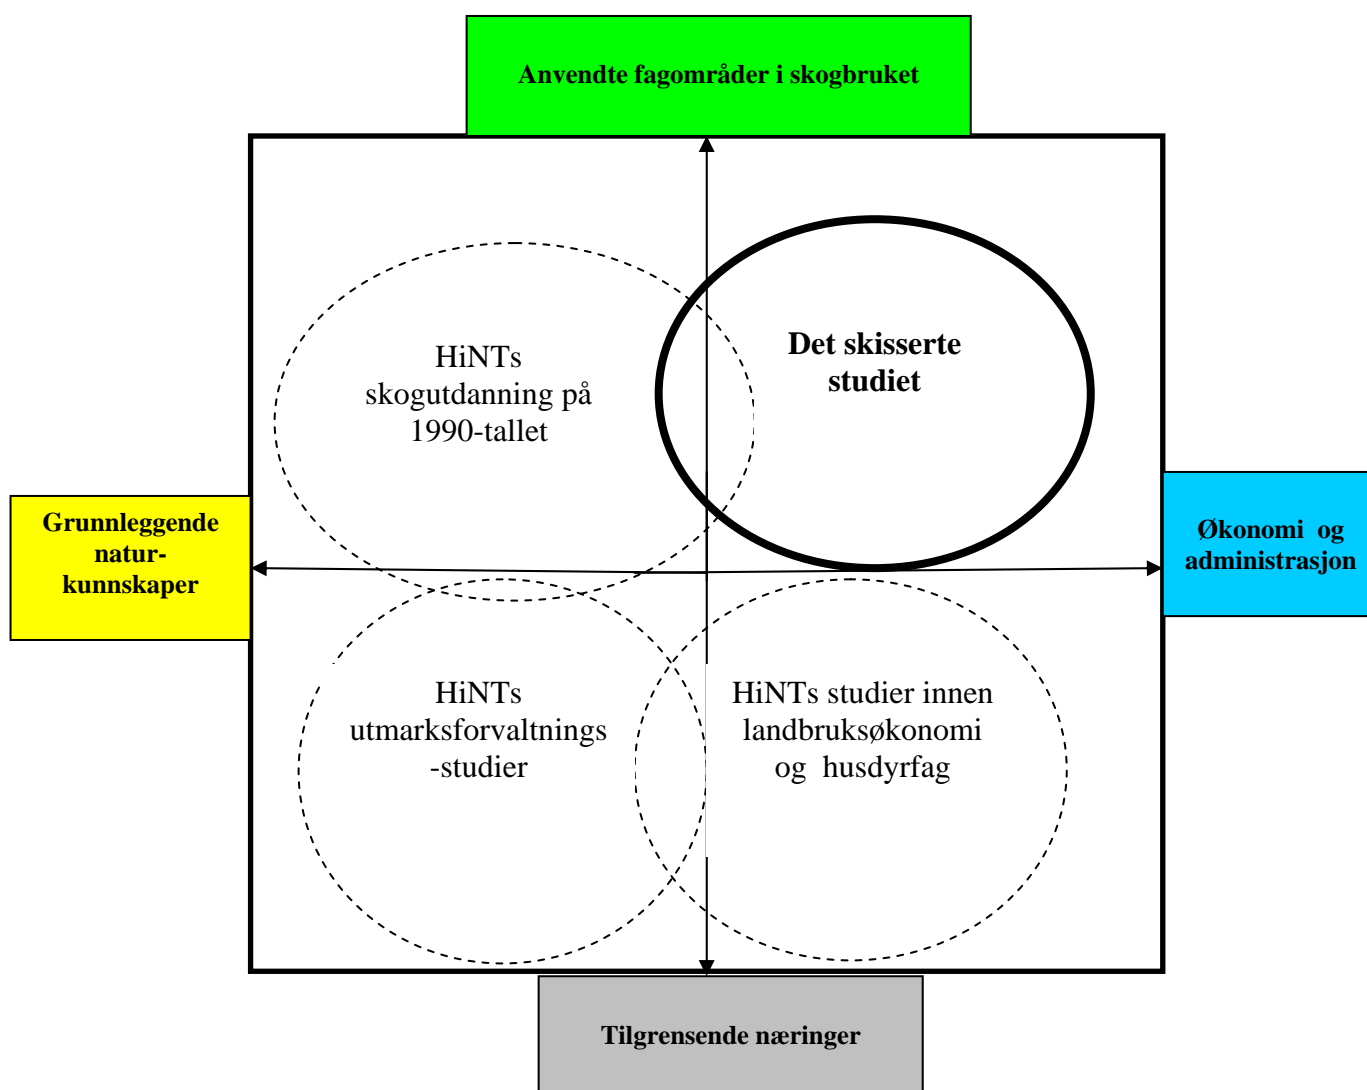 Anvendte fagområder i skogbruket
Det skisserte
studiet
HiNTs
skogutdanning på
1990-tallet
Grunnleggende
natur-
kunnskaper
Økonomi og
administrasjon
HiNTs
utmarksforvaltnings
-studier
HiNTs studier innen
landbruksøkonomi
og husdyrfag
Tilgrensende næringer